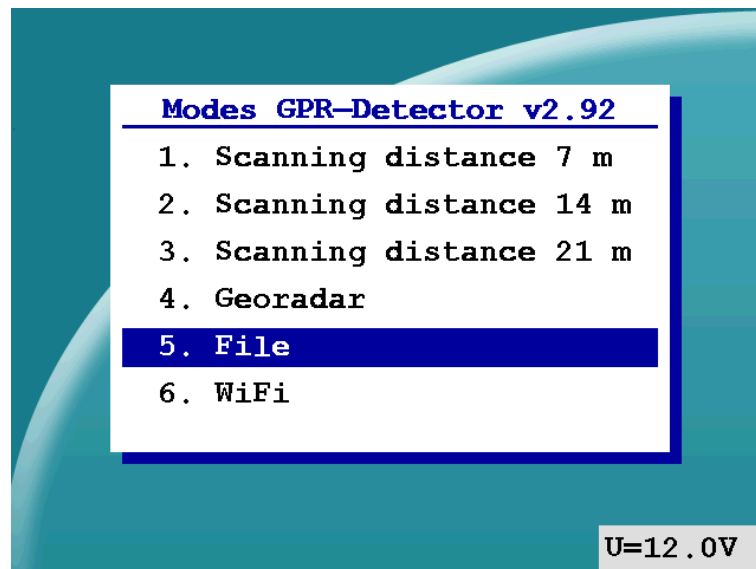 Modes GPR–Detector v2.92
1. Scanning distance 7 m
2. Scanning distance 14 m
3. Scanning distance 21 m
4. Georadar
5. File
6. WiFi
U=12.0V